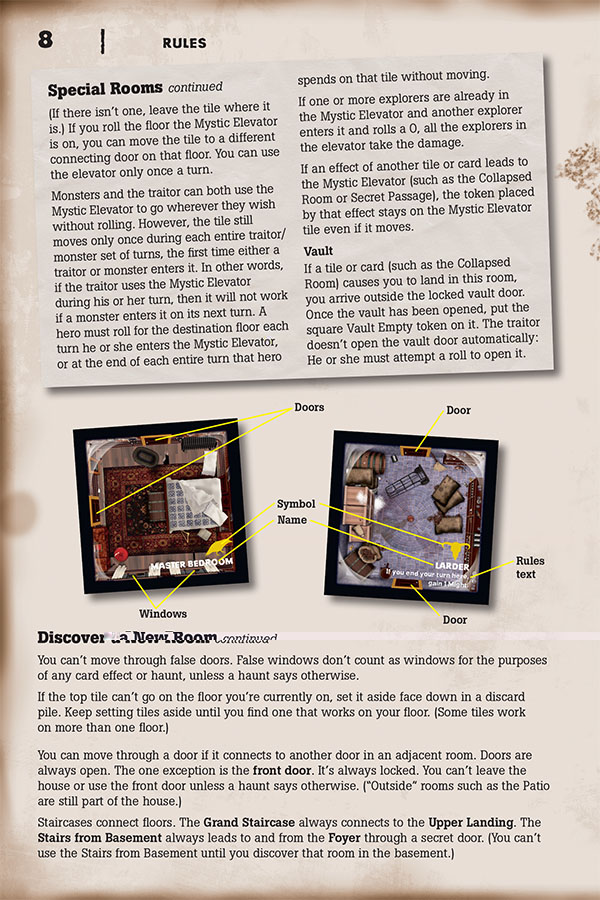 8
RULES
Special Rooms continued
(If there isn't one, leave the tile where it
is.) If you roll the floor the Mystic Elevator
is on, you can move the tile to a different
connecting door on that floor. You can use
the elevator only once a turn.
Monsters and the traitor can both use the
Mystic Elevator to go wherever they wish
without rolling. However, the tile still
moves only once during each entire traitor/
monster set of turns, the first time either a
traitor or monster enters it. In other words,
if the traitor uses the Mystic Elevator
during his or her turn, then it will not work
if a monster enters it on its next turn. A
hero must roll for the destination floor each
turn he or she enters the Mystic Elevator,
or at the end of each entire turn that hero
spends on that tile without moving.
If one or more explorers are already in
the Mystic Elevator and another explorer
enters it and rolls a O, all the explorers in
the elevator take the damage.
If an effect of another tile or card leads to
the Mystic Elevator (such as the Collapsed
Room or Secret Passage), the token placed
by that effect stays on the Mystic Elevator
tile even if it moves.
Vault
If a tile or card (such as the Collapsed
Room) causes you to land in this room,
you arrive outside the locked vault door.
Once the vault has been opened, put the
square Vault Empty token on it. The traitor
doesn't open the vault door automatically:
He or she must attempt a roll to open it.
Doors
Door
Symbol
Name
MASTER BEDROOM
LARDER
If you end your turn here,
gain 1 Might.
Rules
text
Windows
Door
Discover a New Room continued
You can't move through false doors. False windows don't count as windows for the purposes
of any card effect or haunt, unless a haunt says otherwise.
If the top tile can't go on the floor you're currently on, set it aside face down in a discard
pile. Keep setting tiles aside until you find one that works on your floor. (Some tiles work
on more than one floor.)
You can move through a door if it connects to another door in an adjacent room. Doors are
always open. The one exception is the front door. It's always locked. You can't leave the
house or use the front door unless a haunt says otherwise. ("Outside" rooms such as the Patio
are still part of the house.)
Staircases connect floors. The Grand Staircase always connects to the Upper Landing. The
Stairs from Basement always leads to and from the Foyer through a secret door. (You can't
use the Stairs from Basement until you discover that room in the basement.)